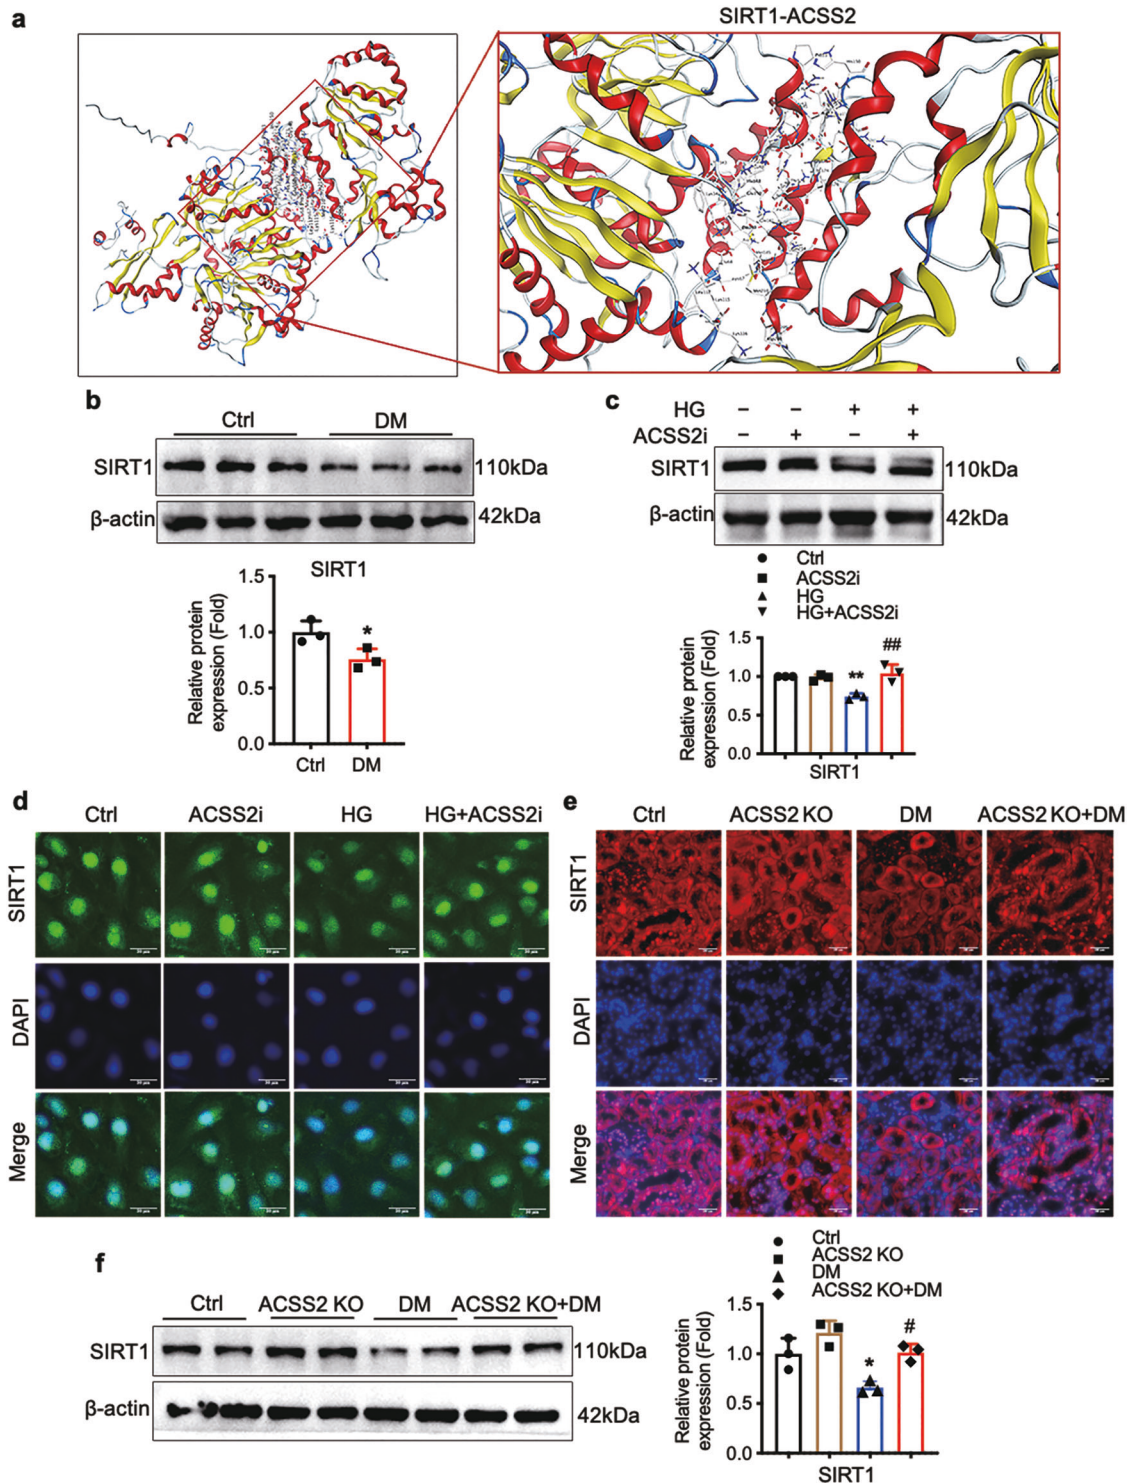 a
SIRT1-ACSS2
b
Ctrl DM
SIRT1 110kDa
β-actin 42kDa
SIRT1
Relative protein
expression (Fold)
1.5
1.0
0.5
0.0
*
Ctrl DM
c
HG – – + +
ACSS2i – + – +
SIRT1 110kDa
β-actin 42kDa
Ctrl
ACSS2i
HG
HG+ACSS2i
Relative protein
expression (Fold)
1.5
1.0
0.5
0.0
** ##
SIRT1
d
Ctrl ACSS2i HG HG+ACSS2i
SIRT1
DAPI
Merge
e
Ctrl ACSS2 KO DM ACSS2 KO+DM
SIRT1
DAPI
Merge
f
Ctrl ACSS2 KO DM ACSS2 KO+DM
SIRT1 110kDa
β-actin 42kDa
Ctrl
ACSS2 KO
DM
ACSS2 KO+DM
Relative protein
expression (Fold)
1.5
1.0
0.5
0.0
* #
SIRT1